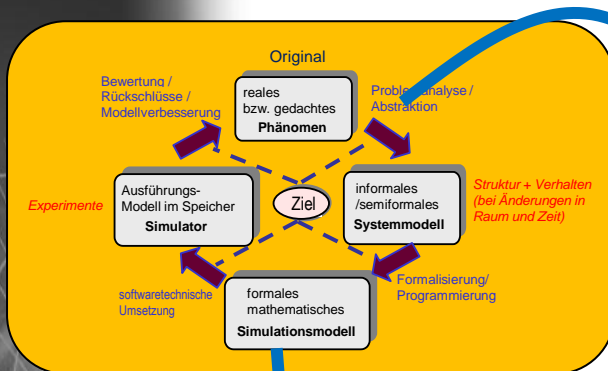 Original
Bewertung /
Rückschlüsse /
Modellverbesserung
reales
bzw. gedachtes
Phänomen
/
Abstraktion
Experimente
Ausführungs-
Modell im Speicher
Simulator
Ziel
informales
/semiformales
Systemmodell
Struktur + Verhalten
(bei Änderungen in
Raum und Zeit)
softwaretechnische
Umsetzung
formales
mathematisches
Simulationsmodell
Formalisierung/
Programmierung